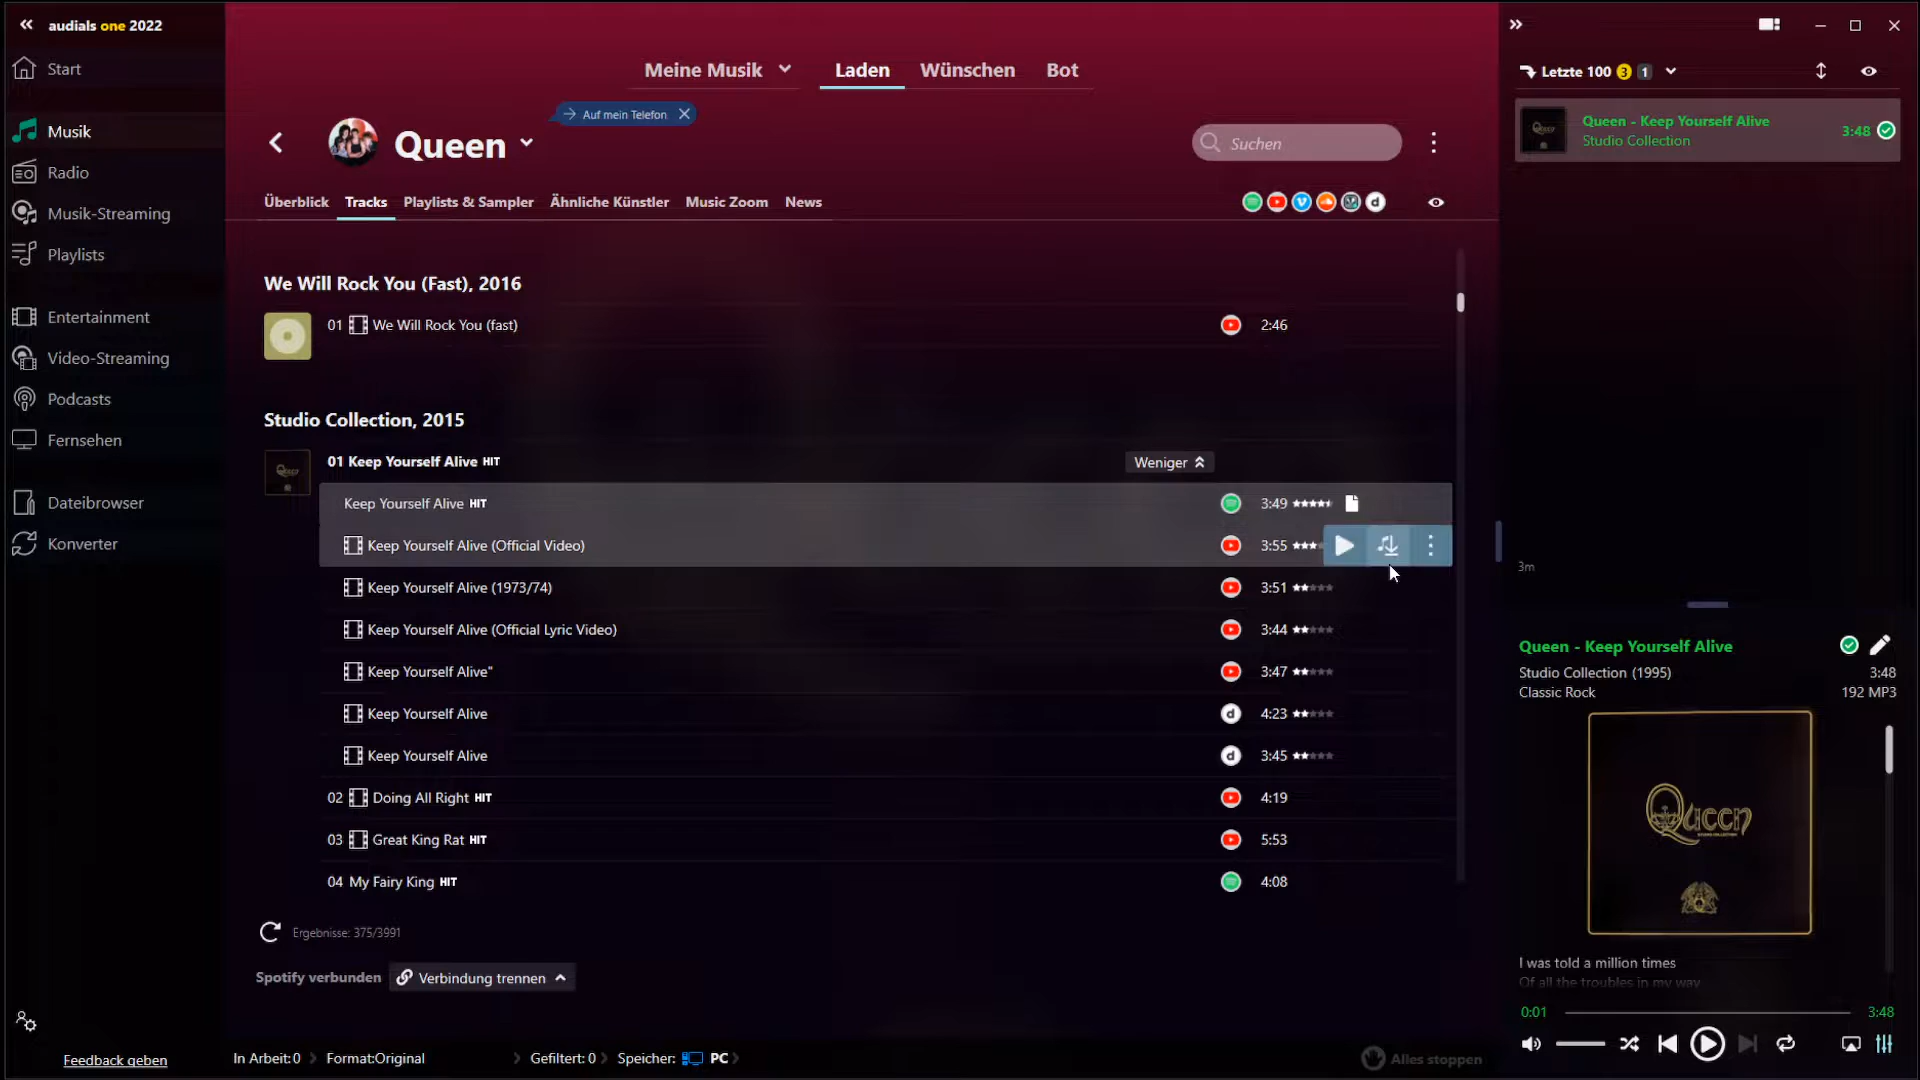 audials one 2022
Start
Musik
Radio
Musik-Streaming
Playlists
Entertainment
Video-Streaming
Podcasts
Fernsehen
Dateibrowser
Konverter
Feedback geben
Meine Musik
Laden
Wünschen
Bot
Auf mein Telefon
Queen
Suchen
Überblick
Tracks
Playlists & Sampler
Ähnliche Künstler
Music Zoom
News
We Will Rock You (Fast), 2016
01 We Will Rock You (fast) 2:46
Studio Collection, 2015
01 Keep Yourself Alive HIT Weniger
Keep Yourself Alive HIT 3:49
Keep Yourself Alive (Official Video) 3:55
Keep Yourself Alive (1973/74) 3:51
Keep Yourself Alive (Official Lyric Video) 3:44
Keep Yourself Alive" 3:47
Keep Yourself Alive d 4:23
Keep Yourself Alive d 3:45
02 Doing All Right HIT 4:19
03 Great King Rat HIT 5:53
04 My Fairy King HIT 4:08
Ergebnisse: 375/3991
Spotify verbunden Verbindung trennen
In Arbeit: 0 Format:Original Gefiltert: 0 Speicher: PC Alles stoppen
Letzte 100 3 1
Queen - Keep Yourself Alive
Studio Collection
3:48
3m
Queen - Keep Yourself Alive
Studio Collection (1995) 3:48
Classic Rock 192 MP3
Queen
STUDIO COLLECTION
I was told a million times
Of all the troubles in my way
0:01 3:48